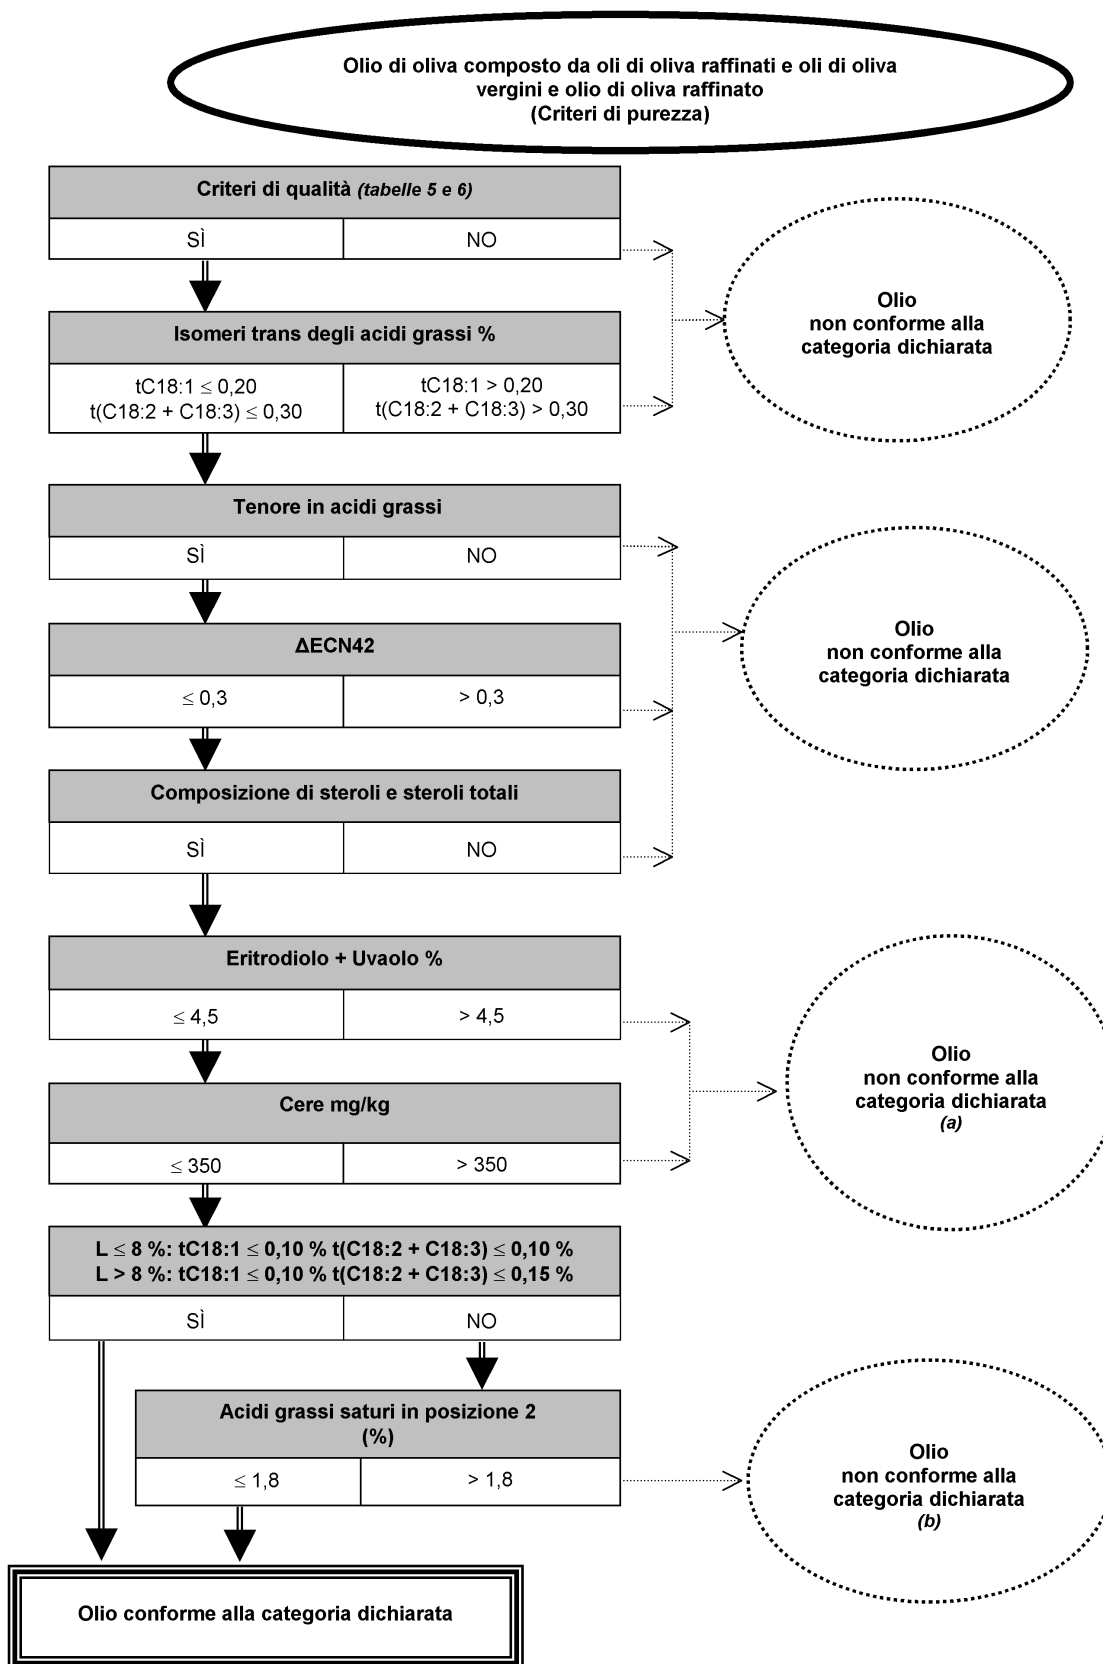 Olio di oliva composto da oli di oliva raffinati e oli di oliva
vergini e olio di oliva raffinato
(Criteri di purezza)
Criteri di qualità (tabelle 5 e 6)
SÌ
NO
Olio
non conforme alla
categoria dichiarata
Isomeri trans degli acidi grassi %
tC18:1 ≤ 0,20
t(C18:2 + C18:3) ≤ 0,30
tC18:1 > 0,20
t(C18:2 + C18:3) > 0,30
Tenore in acidi grassi
SÌ
NO
Olio
non conforme alla
categoria dichiarata
ΔECN42
≤ 0,3
> 0,3
Composizione di steroli e steroli totali
SÌ
NO
Eritrodiolo + Uvaolo %
≤ 4,5
> 4,5
Olio
non conforme alla
categoria dichiarata
(a)
Cere mg/kg
≤ 350
> 350
L ≤ 8 %: tC18:1 ≤ 0,10 % t(C18:2 + C18:3) ≤ 0,10 %
L > 8 %: tC18:1 ≤ 0,10 % t(C18:2 + C18:3) ≤ 0,15 %
SÌ
NO
Acidi grassi saturi in posizione 2
(%)
≤ 1,8
> 1,8
Olio
non conforme alla
categoria dichiarata
(b)
Olio conforme alla categoria dichiarata